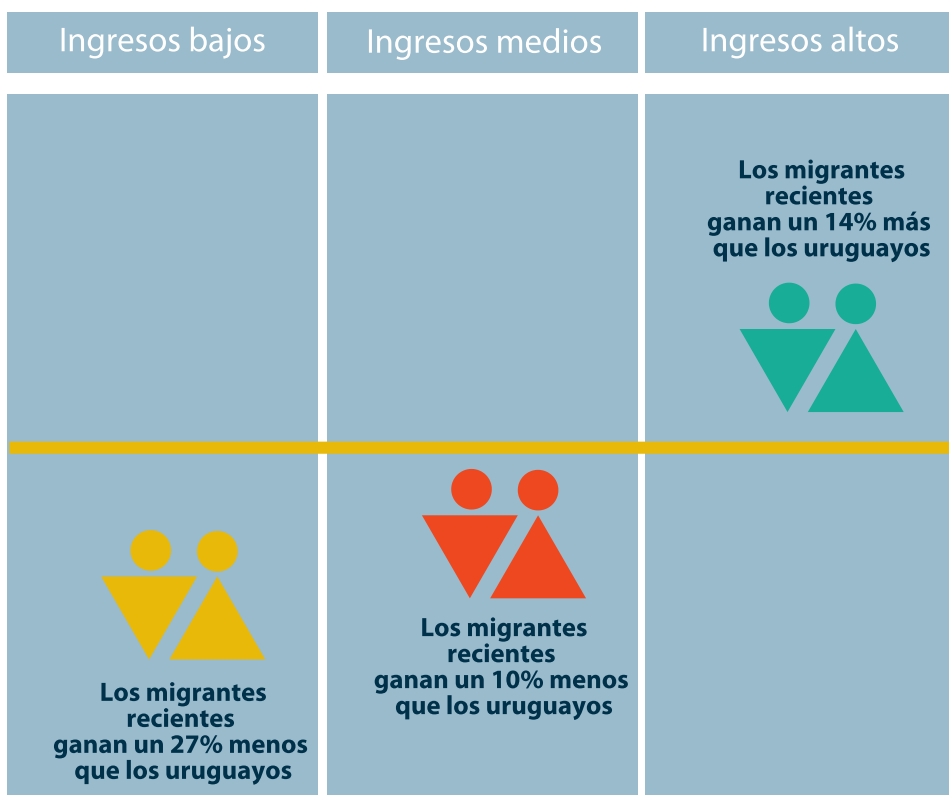 Ingresos bajos
Ingresos medios
Ingresos altos
Los migrantes
recientes
ganan un 14% más
que los uruguayos
Los migrantes
recientes
ganan un 10% menos
que los uruguayos
Los migrantes
recientes
ganan un 27% menos
que los uruguayos